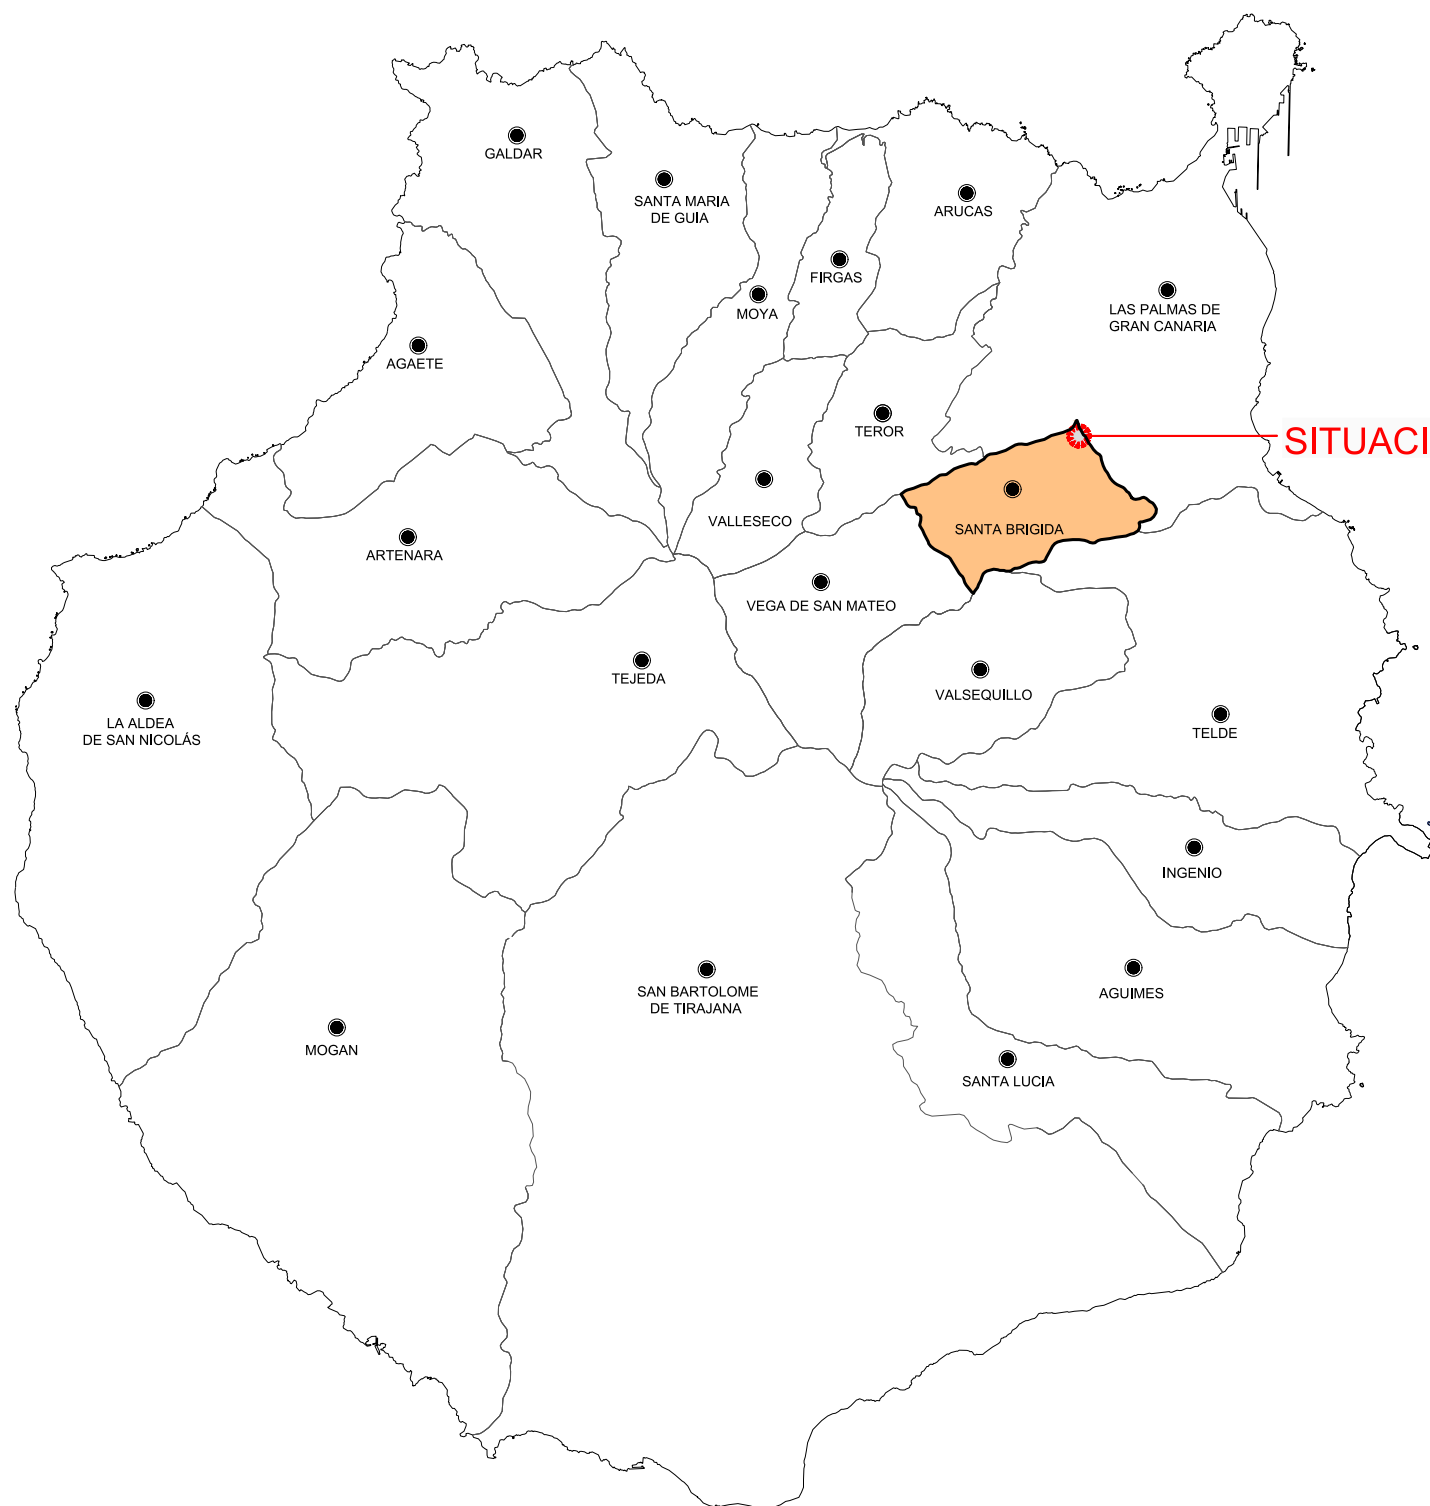 GALDAR
SANTA MARIA
DE GUIA
ARUCAS
FIRGAS
MOYA
LAS PALMAS DE
GRAN CANARIA
AGAETE
TEROR
SITUACI
VALLESECO
SANTA BRIGIDA
ARTENARA
VEGA DE SAN MATEO
TEJEDA
VALSEQUILLO
LA ALDEA
DE SAN NICOLÁS
TELDE
INGENIO
SAN BARTOLOME
DE TIRAJANA
AGUIMES
MOGAN
SANTA LUCIA